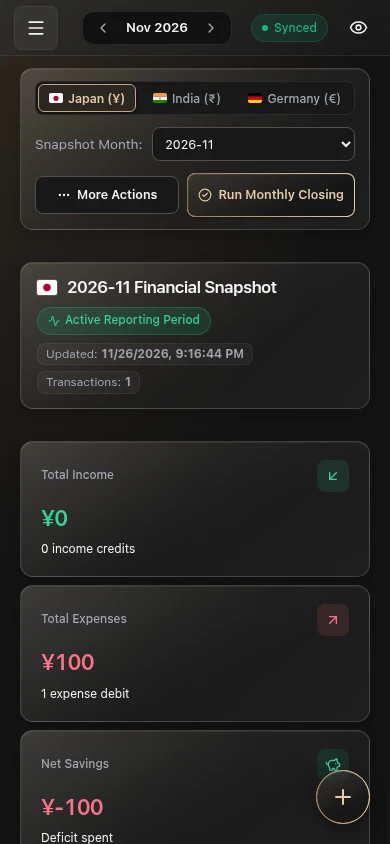 Nov 2026
Synced
Japan (¥)
India (₹)
Germany (€)
Snapshot Month:
2026-11
More Actions
Run Monthly Closing
2026-11 Financial Snapshot
Active Reporting Period
Updated: 11/26/2026, 9:16:44 PM
Transactions: 1
Total Income
¥0
0 income credits
Total Expenses
¥100
1 expense debit
Net Savings
¥-100
Deficit spent